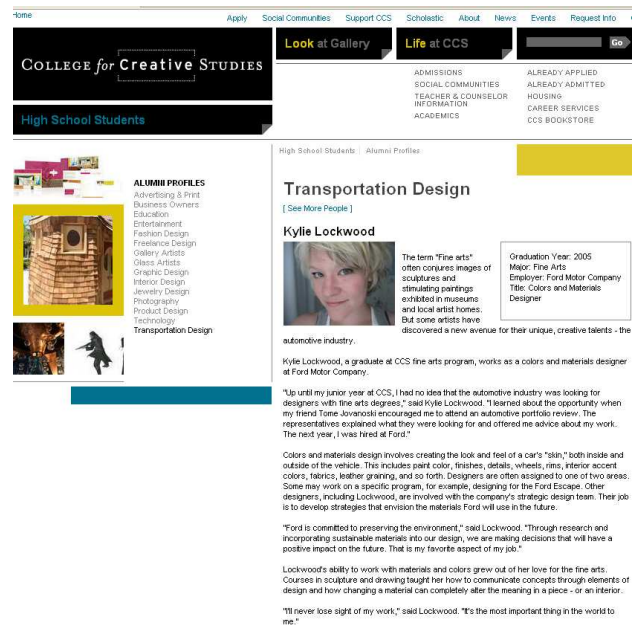 Home
Apply Social Communities Support CCS Scholastic About News Events Request Info
COLLEGE for Creative STUDIES
Look at Gallery
Life at CCS
Go
ADMISSIONS
SOCIAL COMMUNITIES
TEACHER & COUNSELOR
INFORMATION
ACADEMICS
ALREADY APPLIED
ALREADY ADMITTED
HOUSING
CAREER SERVICES
CCS BOOKSTORE
High School Students
High School Students | Alumni Profiles
ALUMNI PROFILES
Advertising & Print
Business Owners
Education
Entertainment
Fashion Design
Freelance Design
Gallery Artists
Glass Artists
Graphic Design
Interior Design
Jewelry Design
Photography
Product Design
Technology
Transportation Design
Transportation Design
[ See More People ]
Kylie Lockwood
The term "Fine arts"
often conjures images of
sculptures and
stimulating paintings
exhibited in museums
and local artist homes.
But some artists have
discovered a new avenue for their unique, creative talents - the
automotive industry.
Graduation Year: 2005
Major: Fine Arts
Employer: Ford Motor Company
Title: Colors and Materials
Designer
Kylie Lockwood, a graduate at CCS fine arts program, works as a colors and materials designer
at Ford Motor Company.
"Up until my junior year at CCS, I had no idea that the automotive industry was looking for
designers with fine arts degrees," said Kylie Lockwood. "I learned about the opportunity when
my friend Tome Jovanoski encouraged me to attend an automotive portfolio review. The
representatives explained what they were looking for and offered me advice about my work.
The next year, I was hired at Ford."
Colors and materials design involves creating the look and feel of a car's "skin," both inside and
outside of the vehicle. This includes paint color, finishes, details, wheels, rims, interior accent
colors, fabrics, leather graining, and so forth. Designers are often assigned to one of two areas.
Some may work on a specific program, for example, designing for the Ford Escape. Other
designers, including Lockwood, are involved with the company's strategic design team. Their job
is to develop strategies that envision the materials Ford will use in the future.
"Ford is committed to preserving the environment," said Lockwood. "Through research and
incorporating sustainable materials into our design, we are making decisions that will have a
positive impact on the future. That is my favorite aspect of my job."
Lockwood's ability to work with materials and colors grew out of her love for the fine arts.
Courses in sculpture and drawing taught her how to communicate concepts through elements of
design and how changing a material can completely alter the meaning in a piece - or an interior.
"I'll never lose sight of my work," said Lockwood. "It's the most important thing in the world to
me."